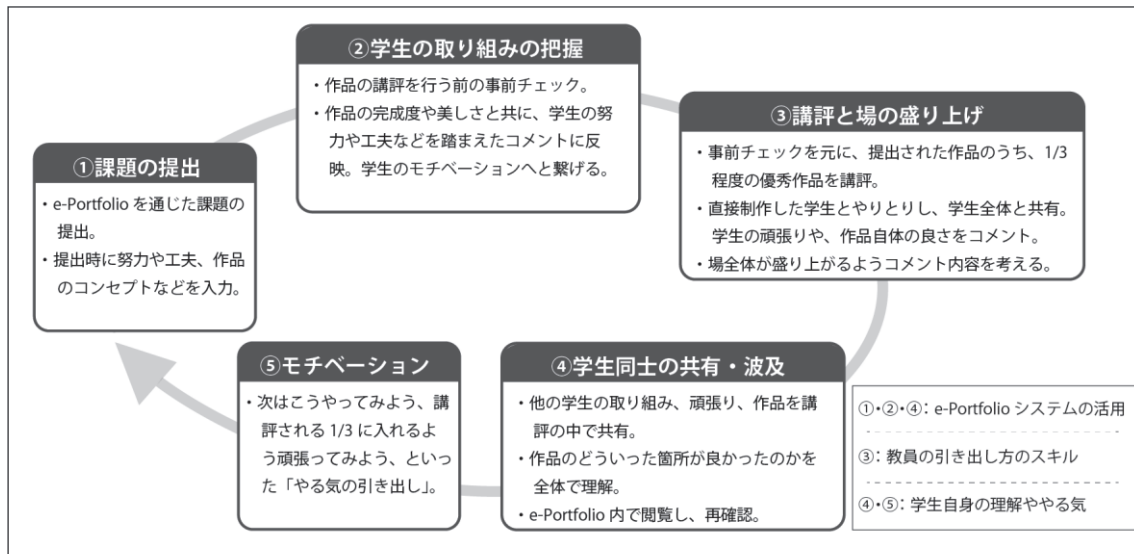 ①課題の提出
・e-Portfolio を通じた課題の
提出。
・提出時に努力や工夫、作品
のコンセプトなどを入力。
②学生の取り組みの把握
・作品の講評を行う前の事前チェック。
・作品の完成度や美しさと共に、学生の努
力や工夫などを踏まえたコメントに反
映。学生のモチベーションへと繋げる。
③講評と場の盛り上げ
・事前チェックを元に、提出された作品のうち、1/3
程度の優秀作品を講評。
・直接制作した学生とやりとりし、学生全体と共有。
学生の頑張りや、作品自体の良さをコメント。
・場全体が盛り上がるようコメント内容を考える。
④学生同士の共有・波及
・他の学生の取り組み、頑張り、作品を講
評の中で共有。
・作品のどういった箇所が良かったのかを
全体で理解。
・e-Portfolio 内で閲覧し、再確認。
⑤モチベーション
・次はこうやってみよう、講
評される 1/3 に入れるよ
う頑張ってみよう、といっ
た「やる気の引き出し」。
①・②・④: e-Portfolio システムの活用
③: 教員の引き出し方のスキル
④・⑤: 学生自身の理解ややる気